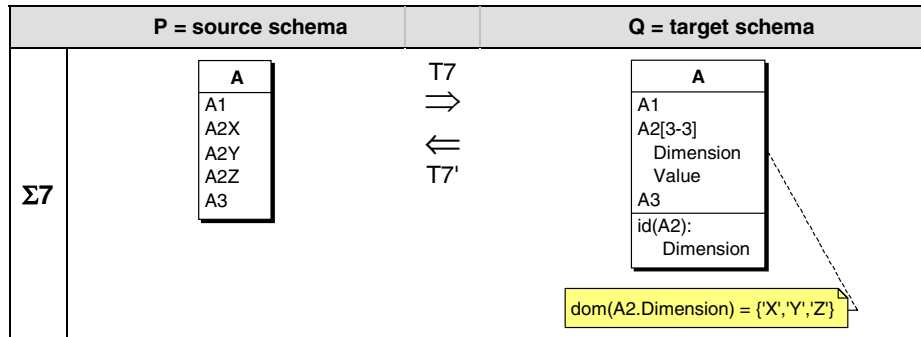 P = source schema
Q = target schema
Σ7
A
A1
A2X
A2Y
A2Z
A3
T7
⇒
⇐
T7'
A
A1
A2[3-3]
Dimension
Value
A3
id(A2):
Dimension
dom(A2.Dimension) = {'X','Y','Z'}